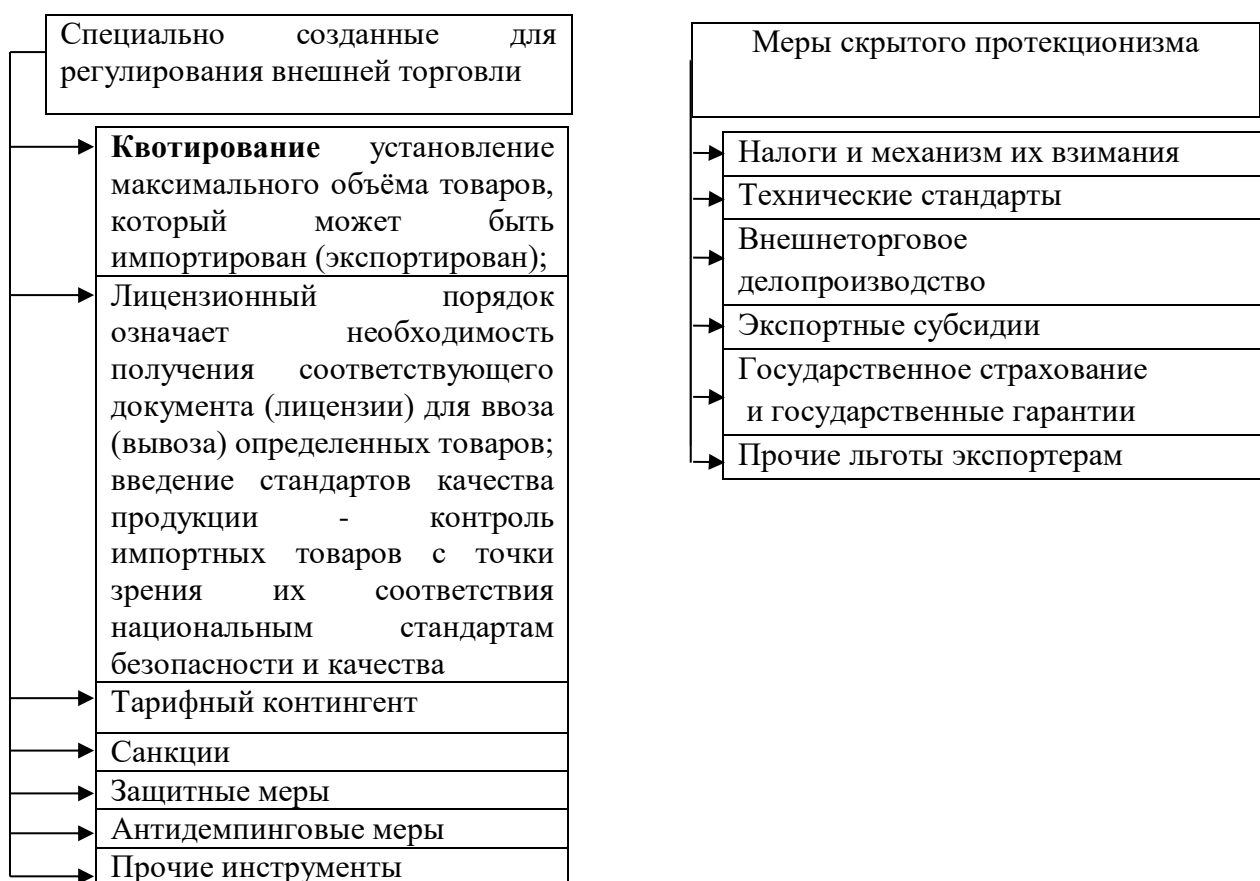 Специально созданные для
регулирования внешней торговли
Квотирование установление
максимального объёма товаров,
который может быть
импортирован (экспортирован);
Лицензионный порядок
означает необходимость
получения соответствующего
документа (лицензии) для ввоза
(вывоза) определенных товаров;
введение стандартов качества
продукции - контроль
импортных товаров с точки
зрения их соответствия
национальным стандартам
безопасности и качества
Тарифный контингент
Санкции
Защитные меры
Антидемпинговые меры
Прочие инструменты
Меры скрытого протекционизма
Налоги и механизм их взимания
Технические стандарты
Внешнеторговое
делопроизводство
Экспортные субсидии
Государственное страхование
и государственные гарантии
Прочие льготы экспортерам